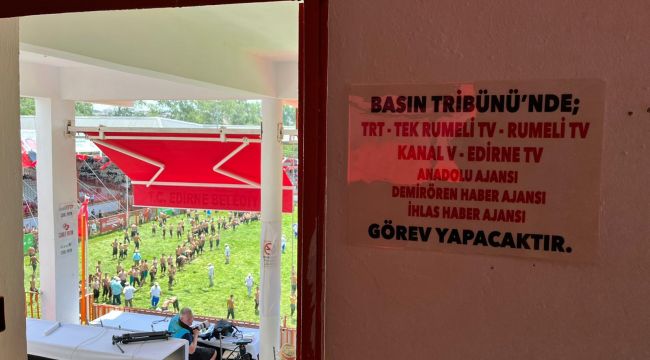 T.C. EDİRNE BELEDİY
BASIN TRİBÜNÜ'NDE;
TRT - TEK RUMELİ TV - RUMELİ TV
KANAL V - EDİRNE TV
ANADOLU AJANSI
DEMİRÖREN HABER AJANSI
İHLAS HABER AJANSI
GÖREV YAPACAKTIR.